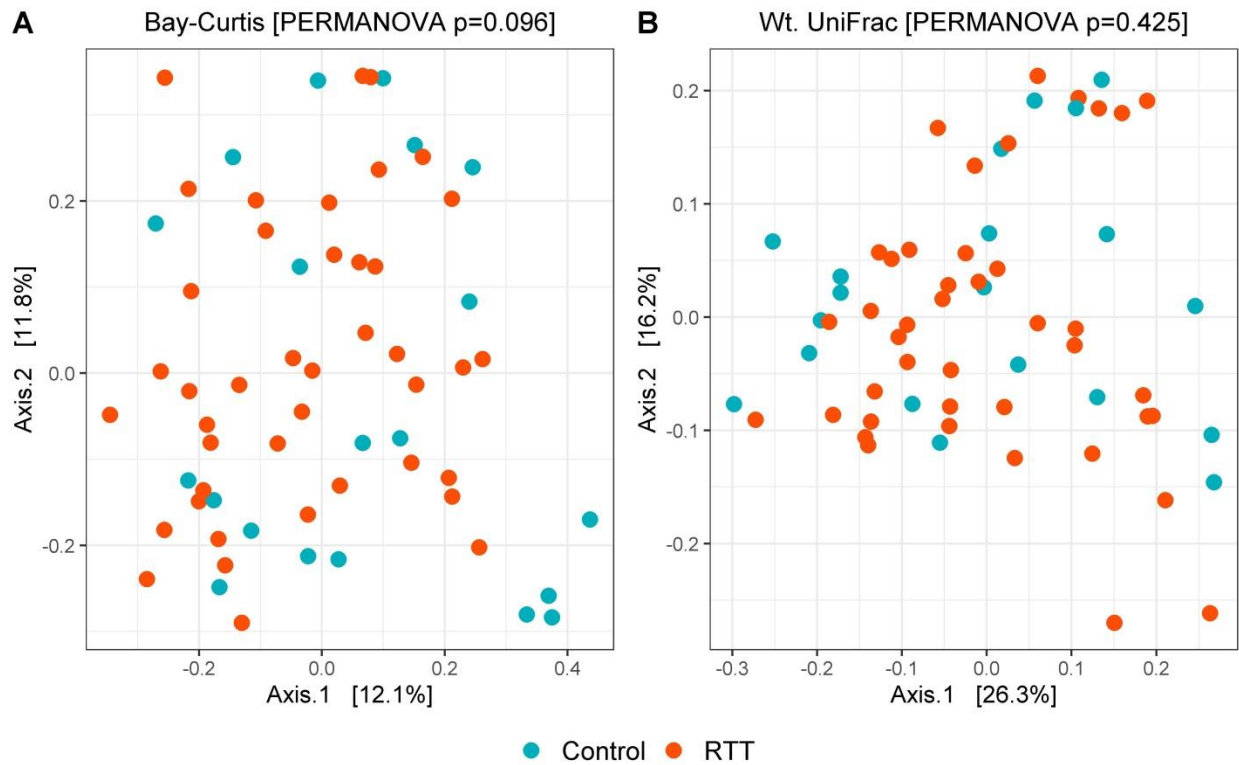 A
Bay-Curtis [PERMANOVA p=0.096]
Axis.2 [11.8%]
0.2
0.0
-0.2
-0.2 0.0 0.2 0.4
Axis.1 [12.1%]
B
Wt. UniFrac [PERMANOVA p=0.425]
Axis.2 [16.2%]
0.2
0.1
0.0
-0.1
-0.2
-0.3 -0.2 -0.1 0.0 0.1 0.2
Axis.1 [26.3%]
Control RTT